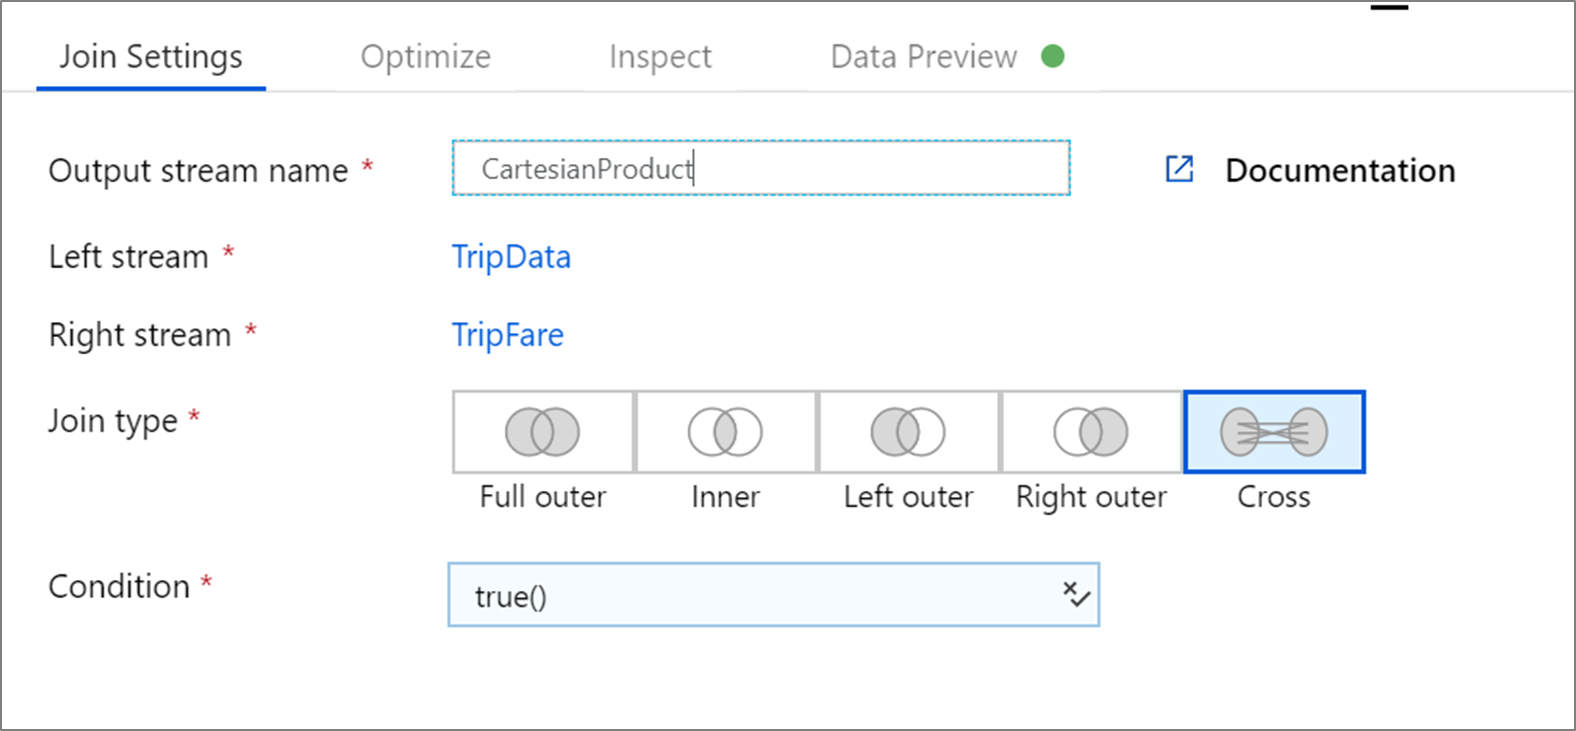 Join Settings Optimize Inspect Data Preview
Output stream name * CartesianProduct Documentation
Left stream * TripData
Right stream * TripFare
Join type *
Full outer Inner Left outer Right outer Cross
Condition * true()